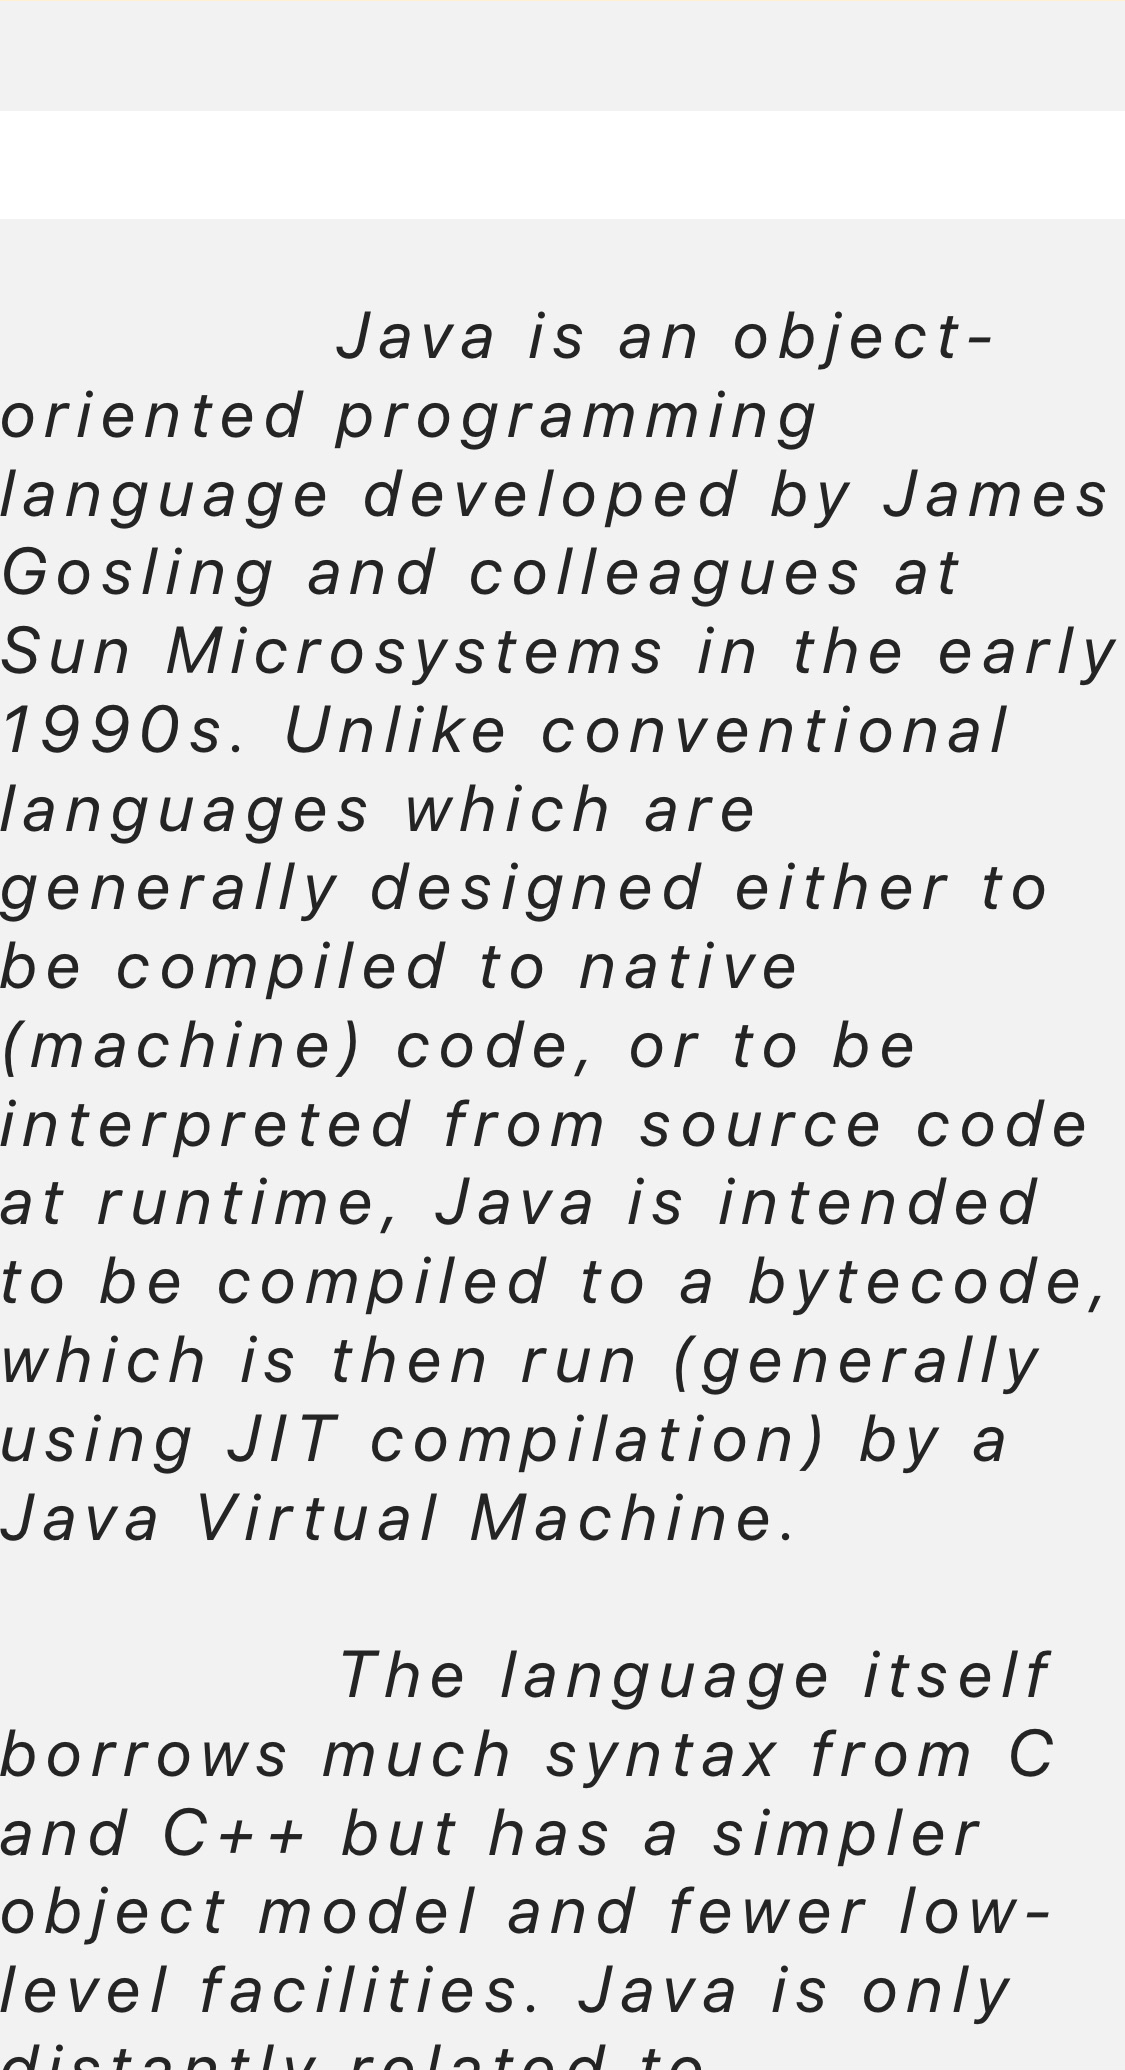 Java is an object-
oriented programming
language developed by James
Gosling and colleagues at
Sun Microsystems in the early
1990s. Unlike conventional
languages which are
generally designed either to
be compiled to native
(machine) code, or to be
interpreted from source code
at runtime, Java is intended
to be compiled to a bytecode,
which is then run (generally
using JIT compilation) by a
Java Virtual Machine.
The language itself
borrows much syntax from C
and C++ but has a simpler
object model and fewer low-
level facilities. Java is only
distantly related to